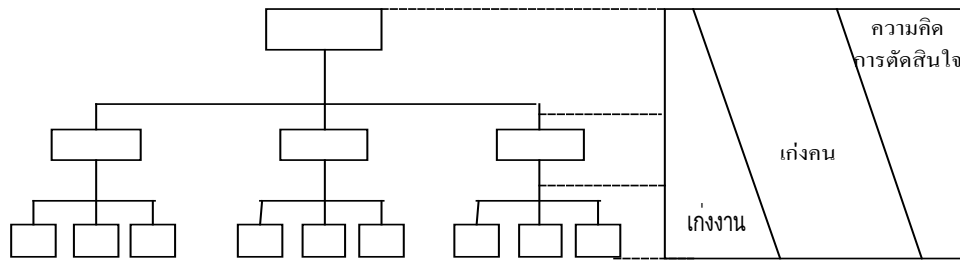 ความคิด
การตัดสินใจ
เก่งคน
เก่งงาน